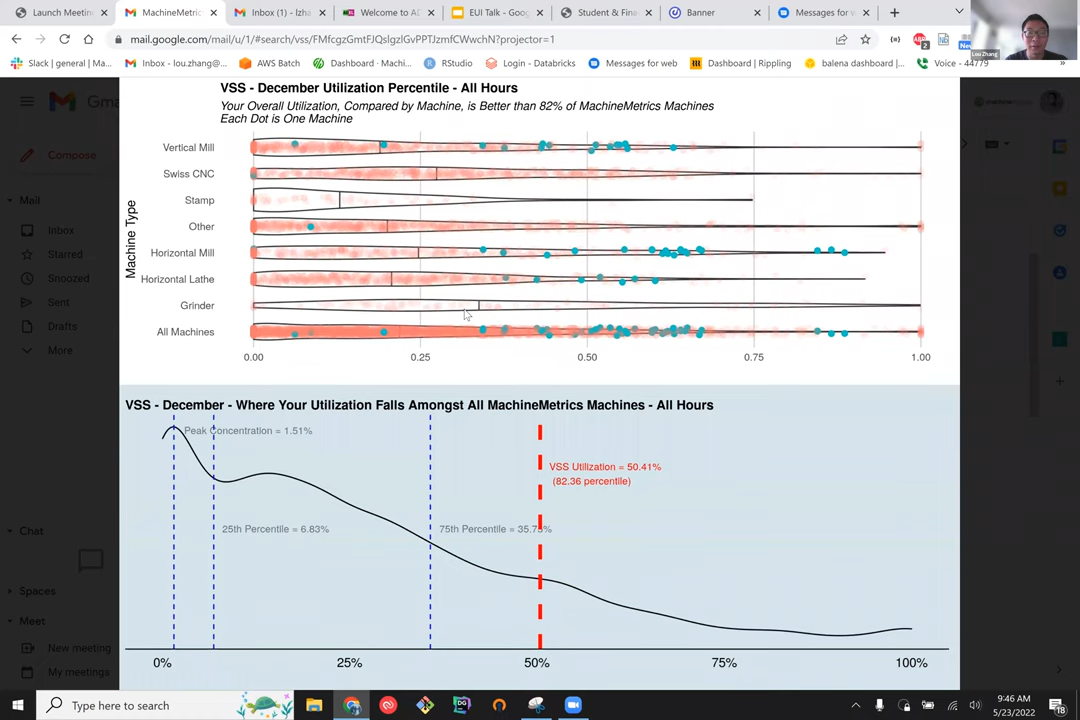 Launch Meetin
MachineMetric
Inbox (1) - lzha
Welcome to A
EUI Talk - Goog
Student & Fina
Banner
Messages for w
mail.google.com/mail/u/1/#search/vss/FMfcgzGmtFJQslgzlGvPPTJzmfCWwchN?projector=1
Lou Zhang
Slack | general | Ma...
Inbox - lou.zhang@...
AWS Batch
Dashboard · Machi...
RStudio
Login - Databricks
Messages for web
Dashboard | Rippling
balena dashboard |...
Voice - 44779
Compose
Mail
Inbox
Starred
Snoozed
Sent
Drafts
More
Chat
Spaces
Meet
New meeting
My meetings
VSS - December Utilization Percentile - All Hours
Your Overall Utilization, Compared by Machine, is Better than 82% of MachineMetrics Machines
Each Dot is One Machine
Machine Type
Vertical Mill
Swiss CNC
Stamp
Other
Horizontal Mill
Horizontal Lathe
Grinder
All Machines
0.00 0.25 0.50 0.75 1.00
VSS - December - Where Your Utilization Falls Amongst All MachineMetrics Machines - All Hours
Peak Concentration = 1.51%
VSS Utilization = 50.41%
(82.36 percentile)
25th Percentile = 6.83%
75th Percentile = 35.73%
0% 25% 50% 75% 100%
Type here to search
9:46 AM
5/23/2022
18